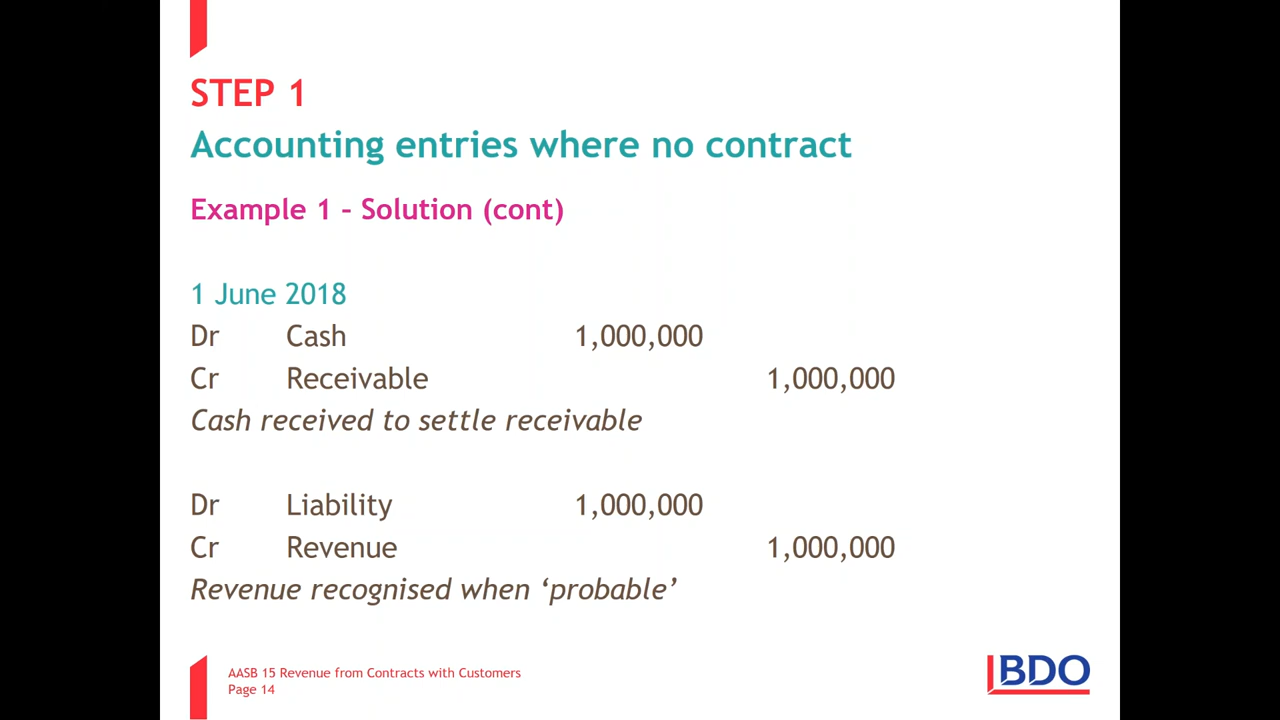 STEP 1
Accounting entries where no contract
Example 1 – Solution (cont)
1 June 2018
Dr Cash 1,000,000
Cr Receivable 1,000,000
Cash received to settle receivable
Dr Liability 1,000,000
Cr Revenue 1,000,000
Revenue recognised when ‘probable’
AASB 15 Revenue from Contracts with Customers
Page 14
BDO